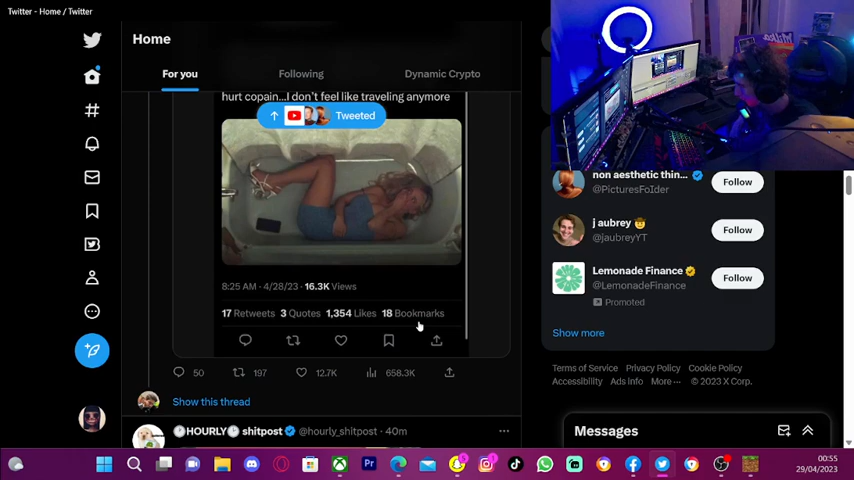 Twitter - Home / Twitter
Home
For you
Following
Dynamic Crypto
hurt copain...I don't feel like traveling anymore
Tweeted
8:25 AM · 4/28/23 · 16.3K Views
17 Retweets 3 Quotes 1,354 Likes 18 Bookmarks
50
197
12.7K
658.3K
Show this thread
HOURLY shitpost @hourly_shitpost · 40m
non aesthetic thin...
@PicturesFoIder
Follow
j aubrey
@jaubreyYT
Follow
Lemonade Finance
@LemonadeFinance
Promoted
Follow
Show more
Terms of Service Privacy Policy Cookie Policy
Accessibility Ads info More ··· © 2023 X Corp.
Messages
00:55
29/04/2023